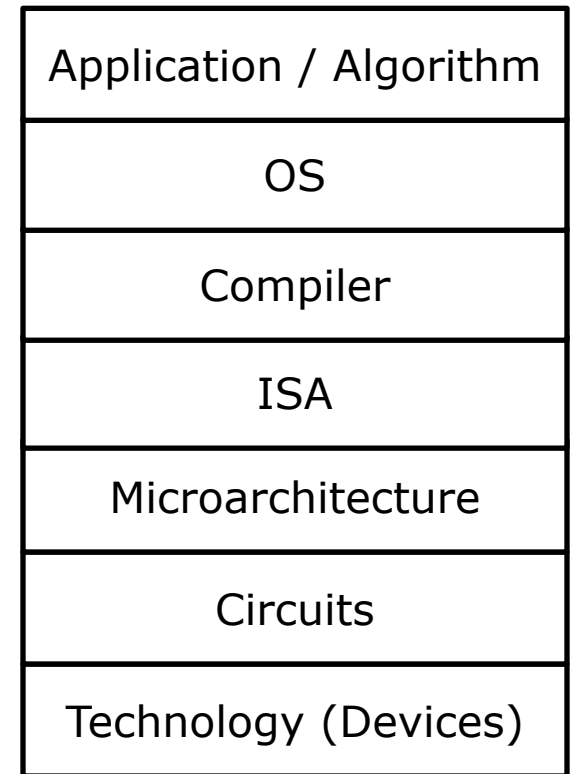 Application / Algorithm
OS
Compiler
ISA
Microarchitecture
Circuits
Technology (Devices)